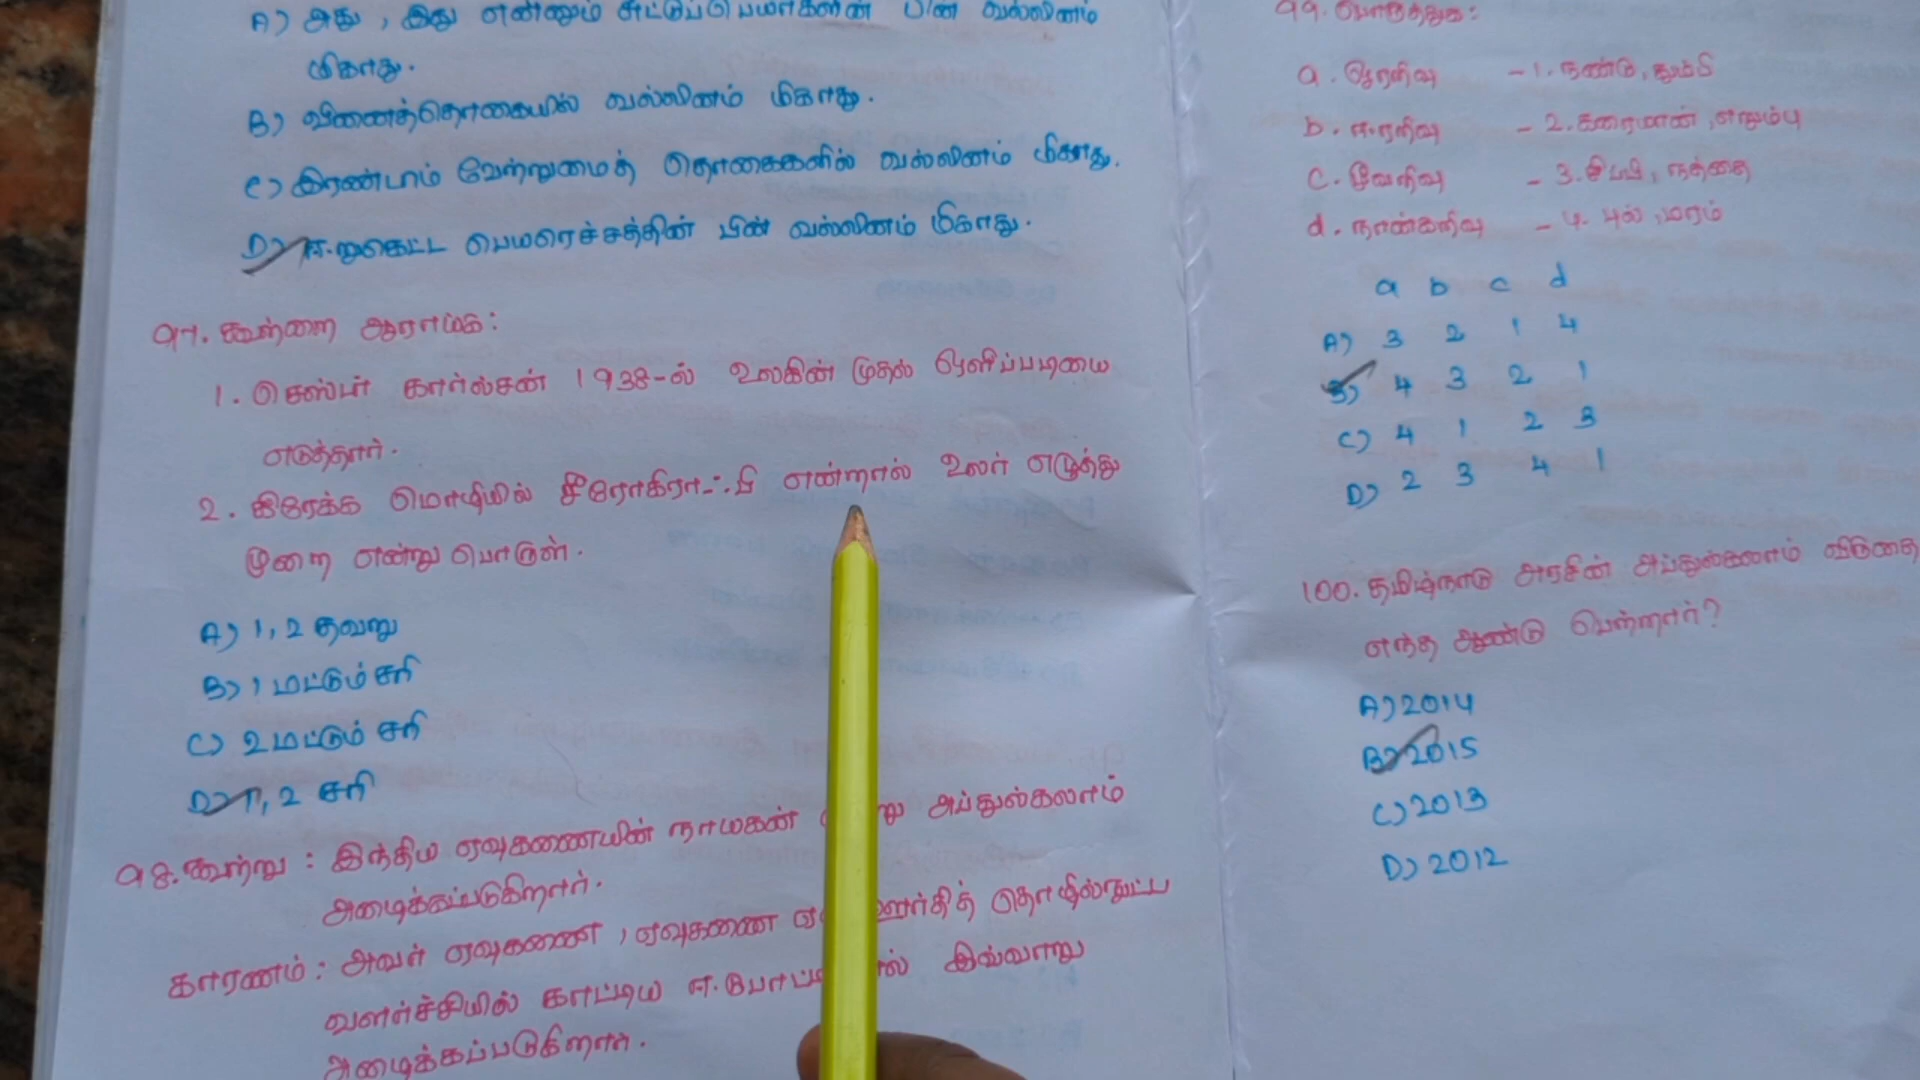 A) அது, இது என்னும் சுட்டுப்பெயர்களின் பின் வல்லினம்
மிகாது.
B) வினைத்தொகையில் வல்லினம் மிகாது.
C) இரண்டாம் வேற்றுமைத் தொகைகளில் வல்லினம் மிகாது.
D) ஈறுகெட்ட பெயரெச்சத்தின் பின் வல்லினம் மிகாது.
97. கூற்றை ஆராய்க:
1. செஸ்டர் கார்ல்சன் 1938-ல் உலகின் முதல் ஒளிப்படியை
எடுத்தார்.
2. கிரேக்க மொழியில் சீரோகிராஃபி என்றால் உலர் எழுத்து
முறை என்று பொருள்.
A) 1, 2 தவறு
B) 1 மட்டும் சரி
C) 2 மட்டும் சரி
D) 1, 2 சரி
98. கூற்று : இந்திய ஏவுகணையின் நாயகன் று அப்துல்கலாம்
அழைக்கப்படுகிறார்.
காரணம் : அவர் ஏவுகணை, ஏவுகணை ஊர்தித் தொழில்நுட்ப
வளர்ச்சியில் காட்டிய இவ்வாறு
அழைக்கப்படுகிறார்.
99. பொருத்துக:
a. ஓரறிவு - 1. நண்டு, தும்பி
b. ஈரறிவு - 2. கரையான், எறும்பு
c. மூவறிவு - 3. சிப்பி, நத்தை
d. நான்கறிவு - 4. புல், மரம்
a b c d
A) 3 2 1 4
B) 4 3 2 1
C) 4 1 2 3
D) 2 3 4 1
100. தமிழ்நாடு அரசின் அப்துல்கலாம் விருதை
எந்த ஆண்டு பெற்றார்?
A) 2014
B) 2015
C) 2013
D) 2012